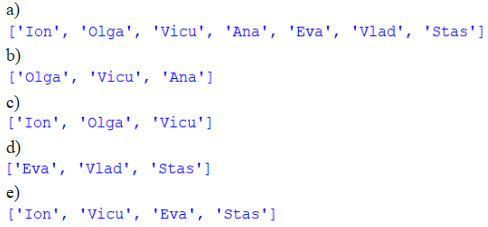 a)
['Ion', 'Olga', 'Vicu', 'Ana', 'Eva', 'Vlad', 'Stas']
b)
['Olga', 'Vicu', 'Ana']
c)
['Ion', 'Olga', 'Vicu']
d)
['Eva', 'Vlad', 'Stas']
e)
['Ion', 'Vicu', 'Eva', 'Stas']